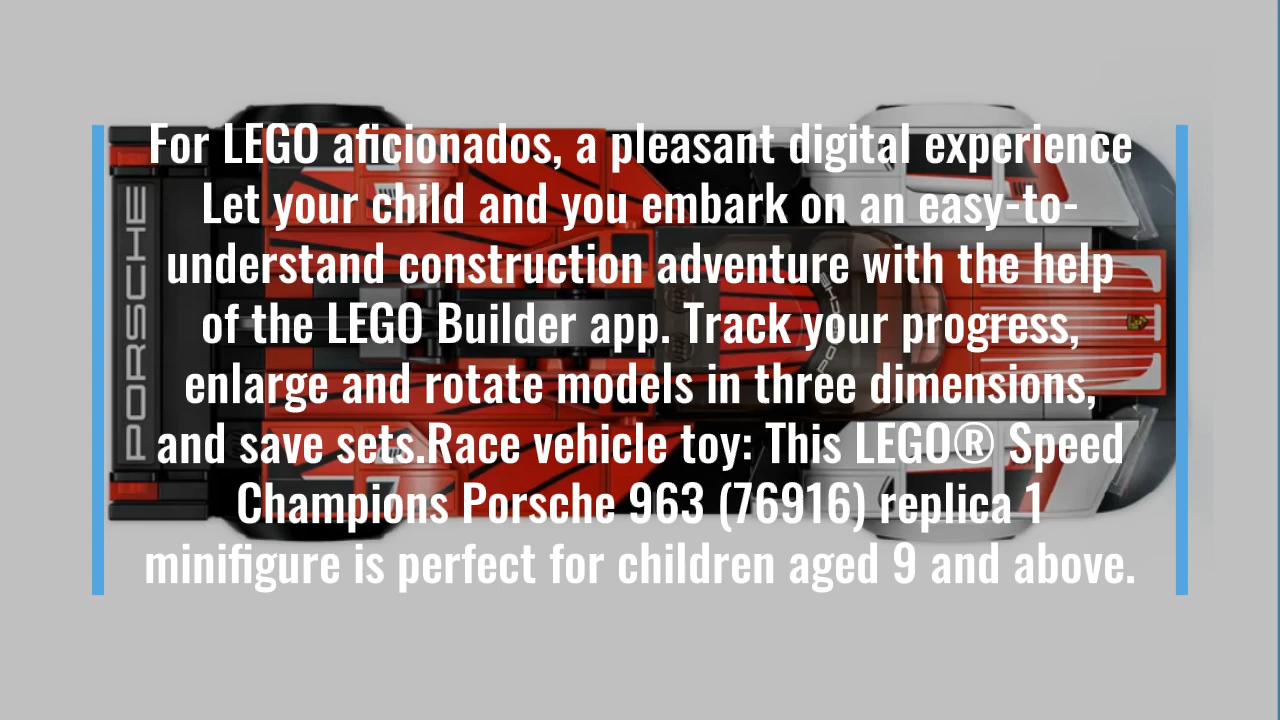 For LEGO aficionados, a pleasant digital experience
Let your child and you embark on an easy-to-
understand construction adventure with the help
of the LEGO Builder app. Track your progress,
enlarge and rotate models in three dimensions,
and save sets.Race vehicle toy: This LEGO® Speed
Champions Porsche 963 (76916) replica 1
minifigure is perfect for children aged 9 and above.
PORSCHE
PORSCHE